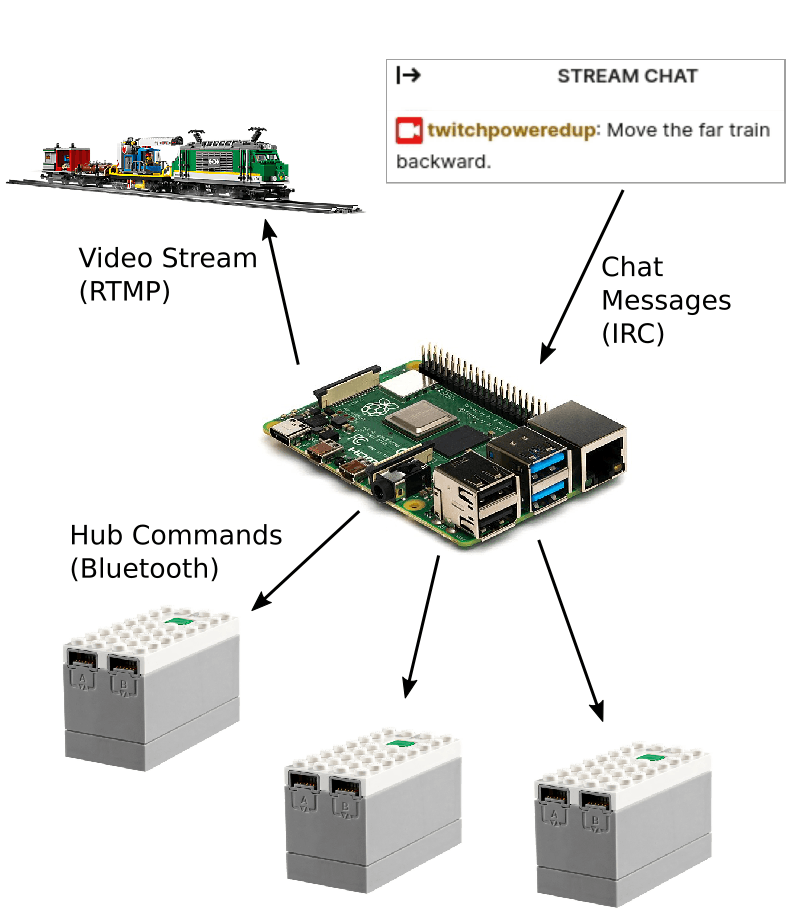 STREAM CHAT
twitchpoweredup: Move the far train
backward.
Video Stream
(RTMP)
Chat
Messages
(IRC)
Hub Commands
(Bluetooth)
A
B
A
B
A
B